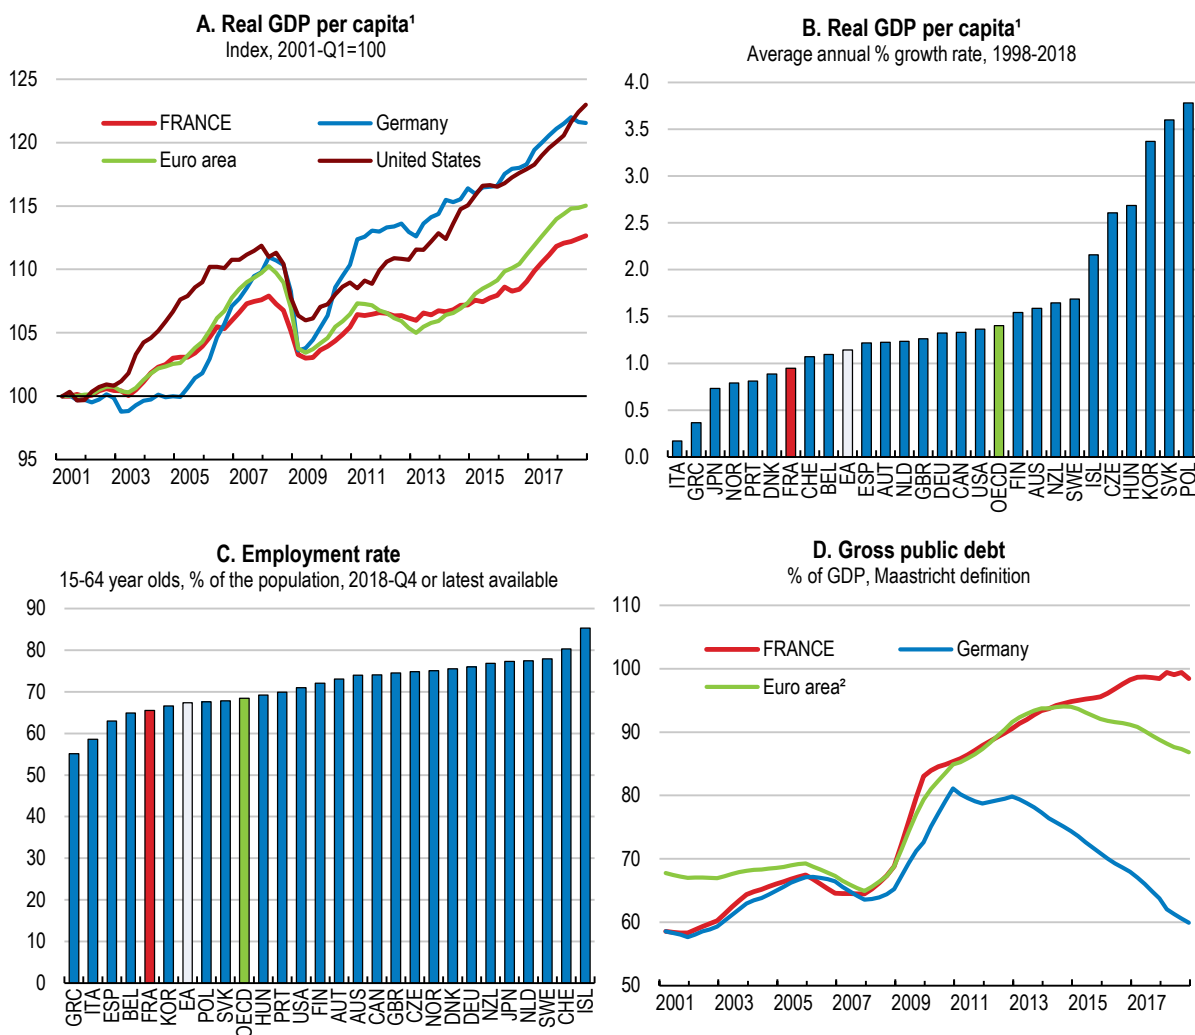 A. Real GDP per capita¹
Index, 2001-Q1=100
125
120
115
110
105
100
95
FRANCE
Germany
Euro area
United States
2001 2003 2005 2007 2009 2011 2013 2015 2017
B. Real GDP per capita¹
Average annual % growth rate, 1998-2018
4.0
3.5
3.0
2.5
2.0
1.5
1.0
0.5
0.0
ITA GRC JPN NOR PRT DNK FRA CHE BEL EA ESP AUT NLD GBR DEU CAN USA OECD FIN AUS NZL SWE ISL CZE HUN KOR SVK POL
C. Employment rate
15-64 year olds, % of the population, 2018-Q4 or latest available
90
80
70
60
50
40
30
20
10
0
GRC ITA ESP BEL FRA KOR EA POL SVK OECD HUN PRT USA FIN AUT AUS CAN GBR CZE NOR DNK DEU NZL JPN NLD SWE CHE ISL
D. Gross public debt
% of GDP, Maastricht definition
110
100
90
80
70
60
50
FRANCE
Germany
Euro area²
2001 2003 2005 2007 2009 2011 2013 2015 2017